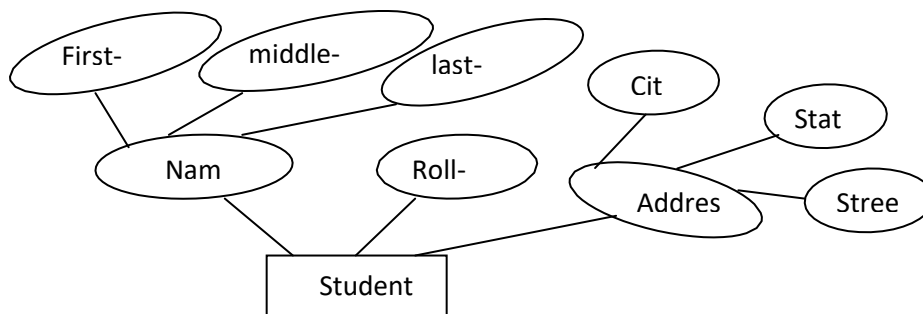 First-
middle-
last-
Cit
Stat
Nam
Roll-
Addres
Stree
Student